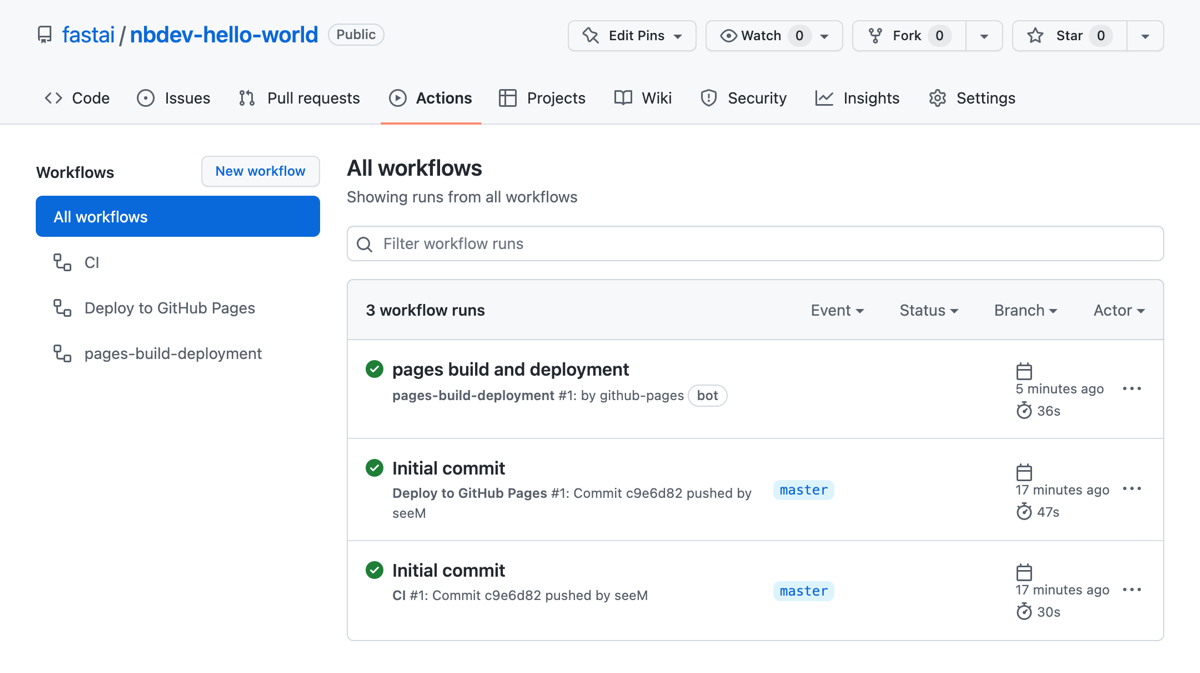 fastai / nbdev-hello-world Public Edit Pins Watch 0 Fork 0 Star 0
Code Issues Pull requests Actions Projects Wiki Security Insights Settings
Workflows New workflow
All workflows
CI
Deploy to GitHub Pages
pages-build-deployment
All workflows
Showing runs from all workflows
Filter workflow runs
3 workflow runs Event Status Branch Actor
pages build and deployment
pages-build-deployment #1: by github-pages bot
5 minutes ago
36s
Initial commit
Deploy to GitHub Pages #1: Commit c9e6d82 pushed by
seeM
master
17 minutes ago
47s
Initial commit
CI #1: Commit c9e6d82 pushed by seeM
master
17 minutes ago
30s